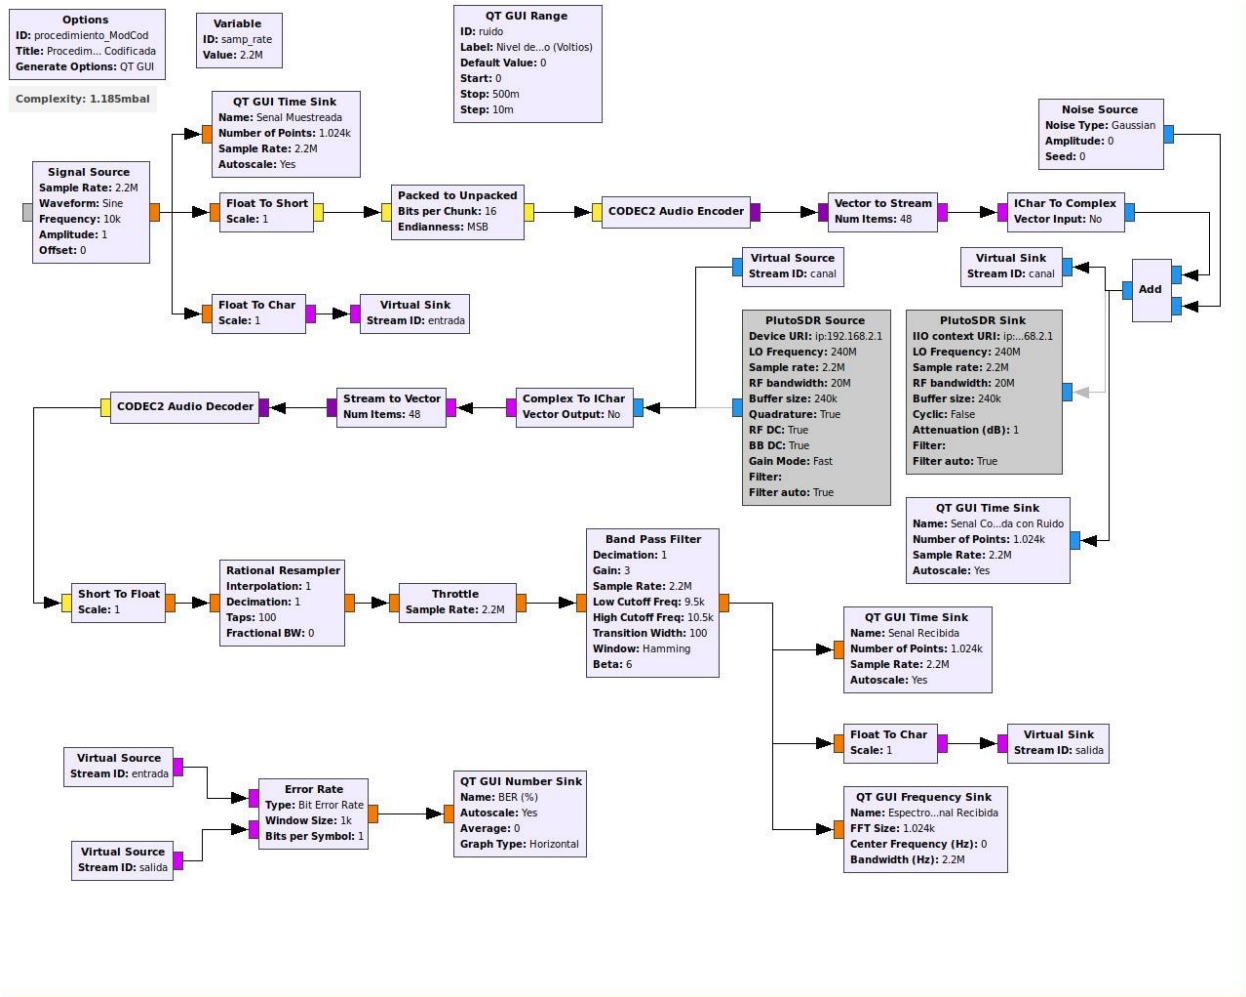 Options
ID: procedimiento_ModCod
Title: Procedim... Codificada
Generate Options: QT GUI
Variable
ID: samp_rate
Value: 2.2M
QT GUI Range
ID: ruido
Label: Nivel de...o (Voltios)
Default Value: 0
Start: 0
Stop: 500m
Step: 10m
Complexity: 1.185mbal
QT GUI Time Sink
Name: Senal Muestreada
Number of Points: 1.024k
Sample Rate: 2.2M
Autoscale: Yes
Noise Source
Noise Type: Gaussian
Amplitude: 0
Seed: 0
Signal Source
Sample Rate: 2.2M
Waveform: Sine
Frequency: 10k
Amplitude: 1
Offset: 0
Float To Short
Scale: 1
Packed to Unpacked
Bits per Chunk: 16
Endianness: MSB
CODEC2 Audio Encoder
Vector to Stream
Num Items: 48
IChar To Complex
Vector Input: No
Virtual Source
Stream ID: canal
Virtual Sink
Stream ID: canal
Add
Float To Char
Scale: 1
Virtual Sink
Stream ID: entrada
PlutoSDR Source
Device URI: ip:192.168.2.1
LO Frequency: 240M
Sample rate: 2.2M
RF bandwidth: 20M
Buffer size: 240k
Quadrature: True
RF DC: True
BB DC: True
Gain Mode: Fast
Filter:
Filter auto: True
PlutoSDR Sink
IIO context URI: ip:...68.2.1
LO Frequency: 240M
Sample rate: 2.2M
RF bandwidth: 20M
Buffer size: 240k
Cyclic: False
Attenuation (dB): 1
Filter:
Filter auto: True
CODEC2 Audio Decoder
Stream to Vector
Num Items: 48
Complex To IChar
Vector Output: No
QT GUI Time Sink
Name: Senal Co...da con Ruido
Number of Points: 1.024k
Sample Rate: 2.2M
Autoscale: Yes
Short To Float
Scale: 1
Rational Resampler
Interpolation: 1
Decimation: 1
Taps: 100
Fractional BW: 0
Throttle
Sample Rate: 2.2M
Band Pass Filter
Decimation: 1
Gain: 3
Sample Rate: 2.2M
Low Cutoff Freq: 9.5k
High Cutoff Freq: 10.5k
Transition Width: 100
Window: Hamming
Beta: 6
QT GUI Time Sink
Name: Senal Recibida
Number of Points: 1.024k
Sample Rate: 2.2M
Autoscale: Yes
Float To Char
Scale: 1
Virtual Sink
Stream ID: salida
Virtual Source
Stream ID: entrada
Error Rate
Type: Bit Error Rate
Window Size: 1k
Bits per Symbol: 1
QT GUI Number Sink
Name: BER (%)
Autoscale: Yes
Average: 0
Graph Type: Horizontal
QT GUI Frequency Sink
Name: Espectro...nal Recibida
FFT Size: 1.024k
Center Frequency (Hz): 0
Bandwidth (Hz): 2.2M
Virtual Source
Stream ID: salida